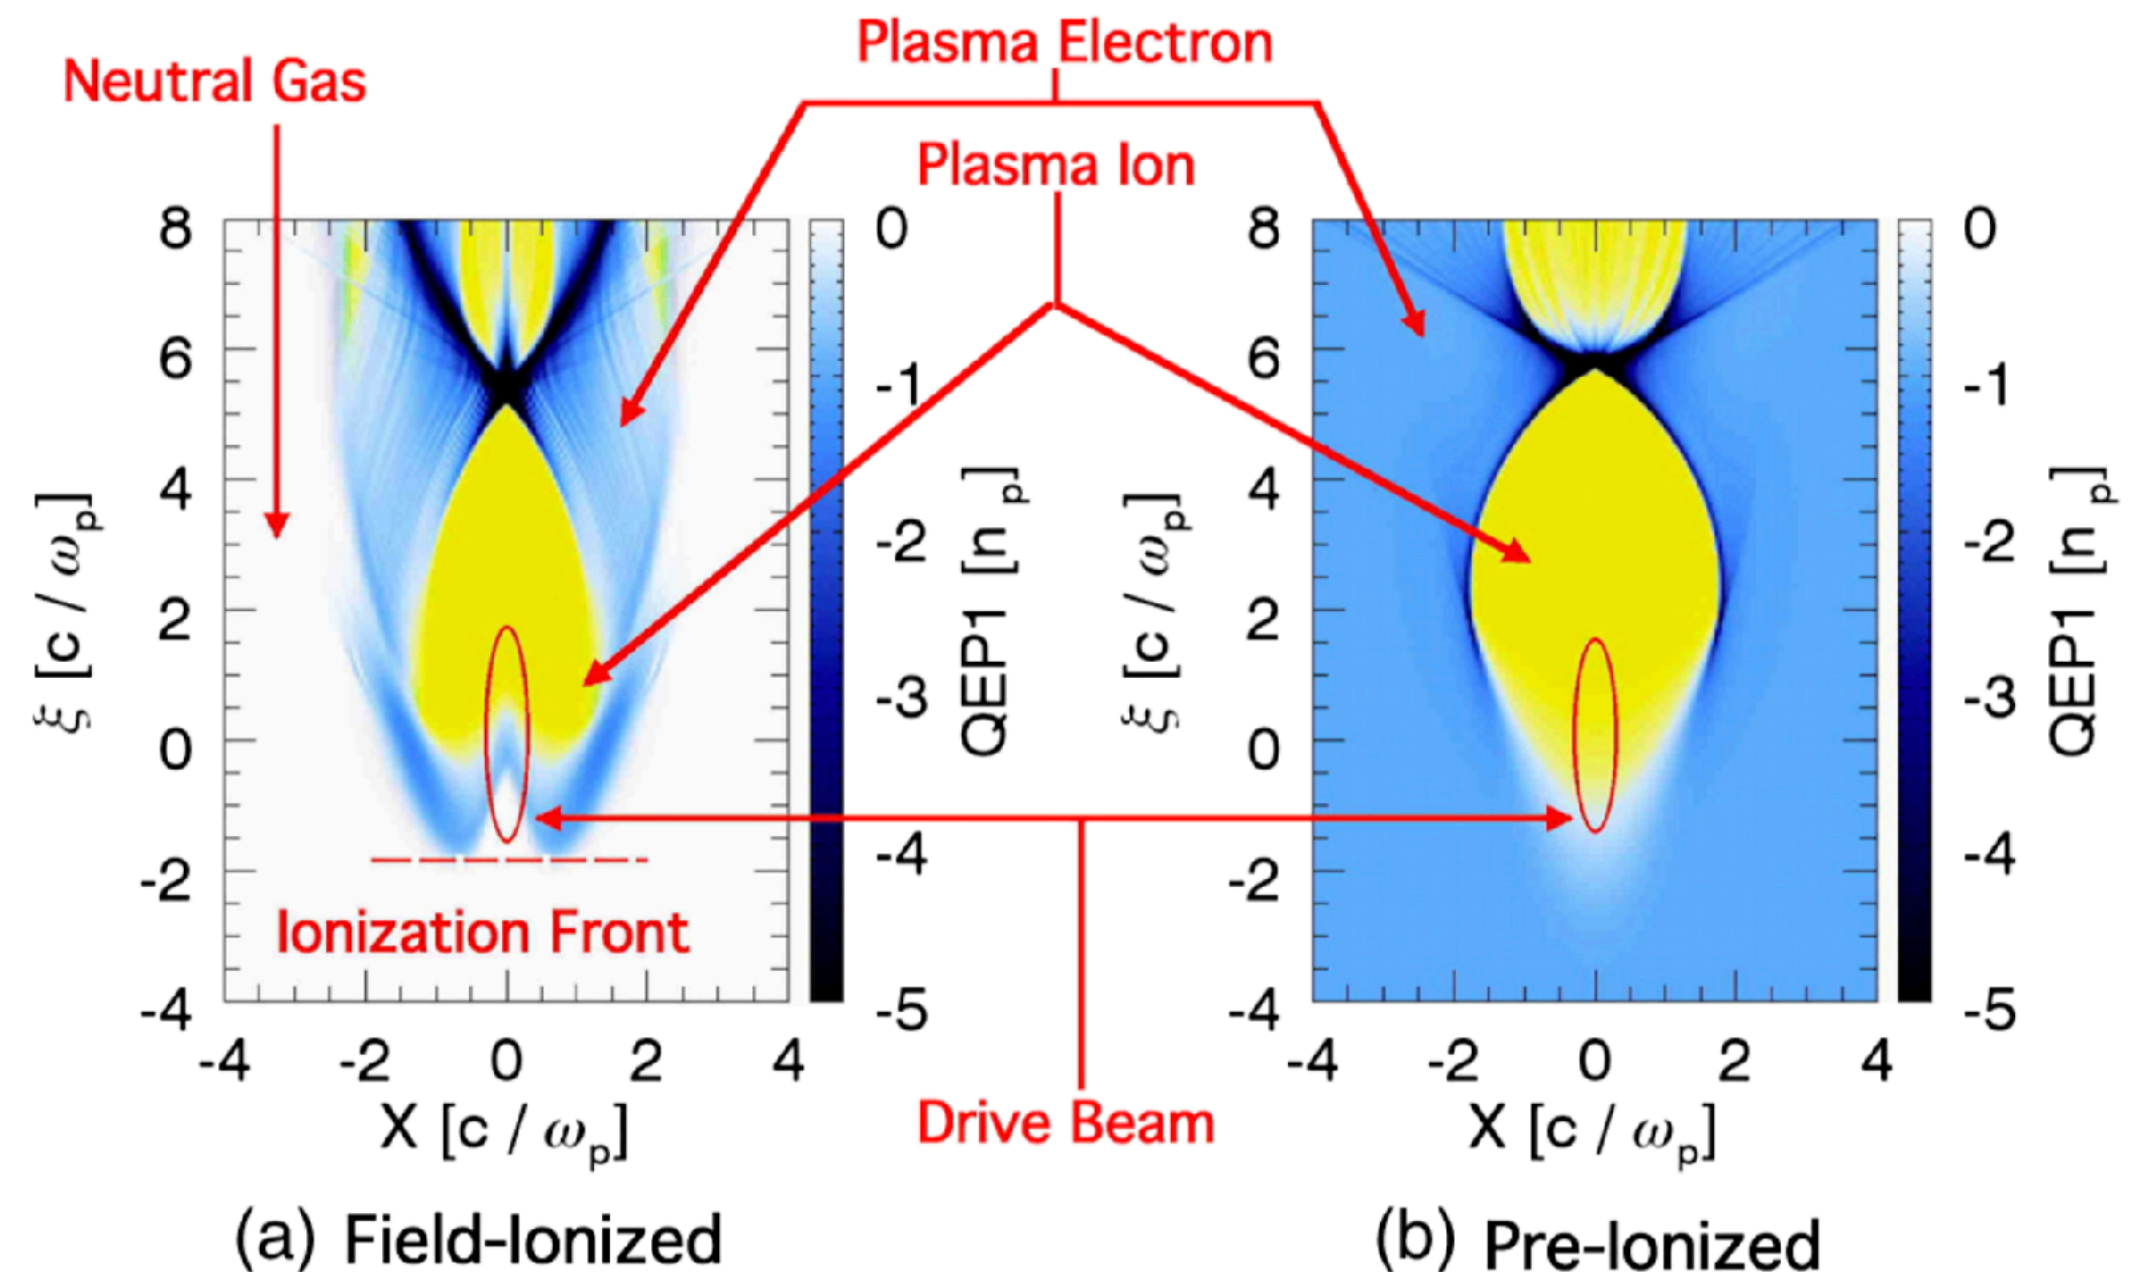 Plasma Electron
Neutral Gas
Plasma Ion
8
6
4
2
0
-2
-4
ξ [c / ωp]
-4 -2 0 2 4
X [c / ωp]
Ionization Front
0
-1
-2
-3
-4
-5
QEP1 [n p]
8
6
4
2
0
-2
-4
ξ [c / ωp]
-4 -2 0 2 4
X [c / ωp]
0
-1
-2
-3
-4
-5
QEP1 [n p]
Drive Beam
(a) Field-Ionized
(b) Pre-Ionized